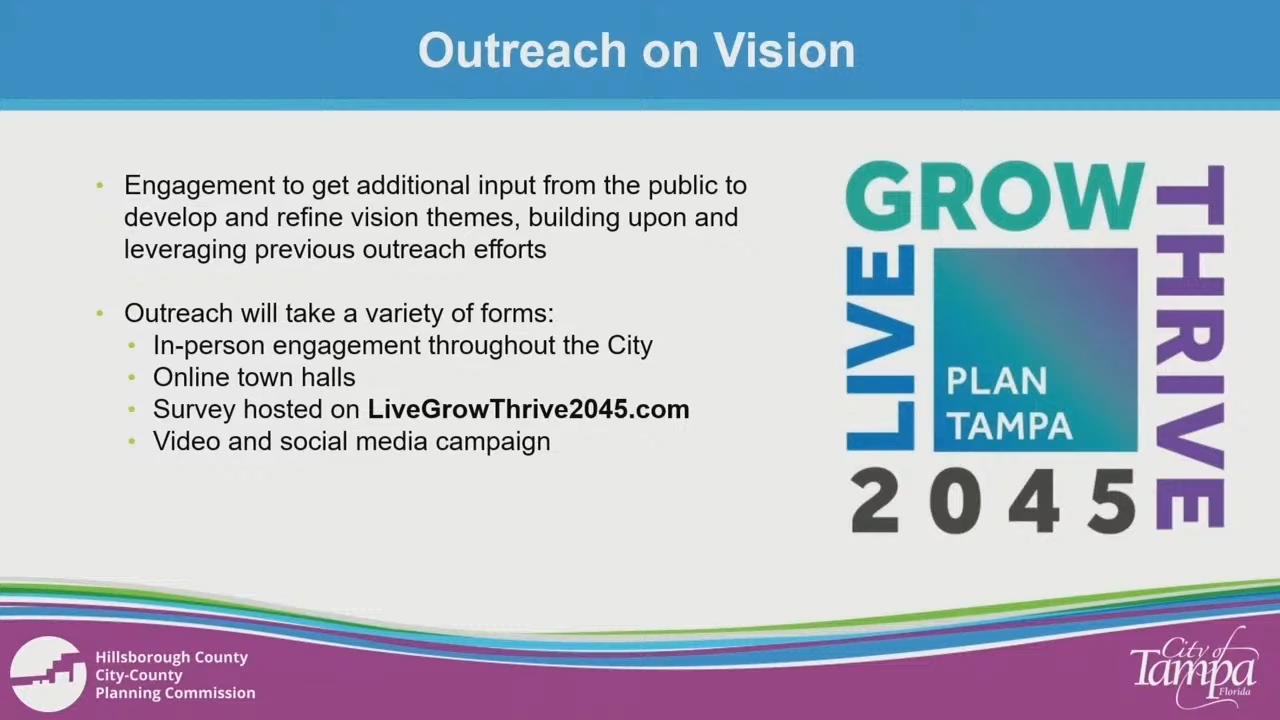 Outreach on Vision
• Engagement to get additional input from the public to
develop and refine vision themes, building upon and
leveraging previous outreach efforts
• Outreach will take a variety of forms:
• In-person engagement throughout the City
• Online town halls
• Survey hosted on LiveGrowThrive2045.com
• Video and social media campaign
LIVE
GROW
THRIVE
PLAN
TAMPA
2045
Hillsborough County
City-County
Planning Commission
City of
Tampa
Florida